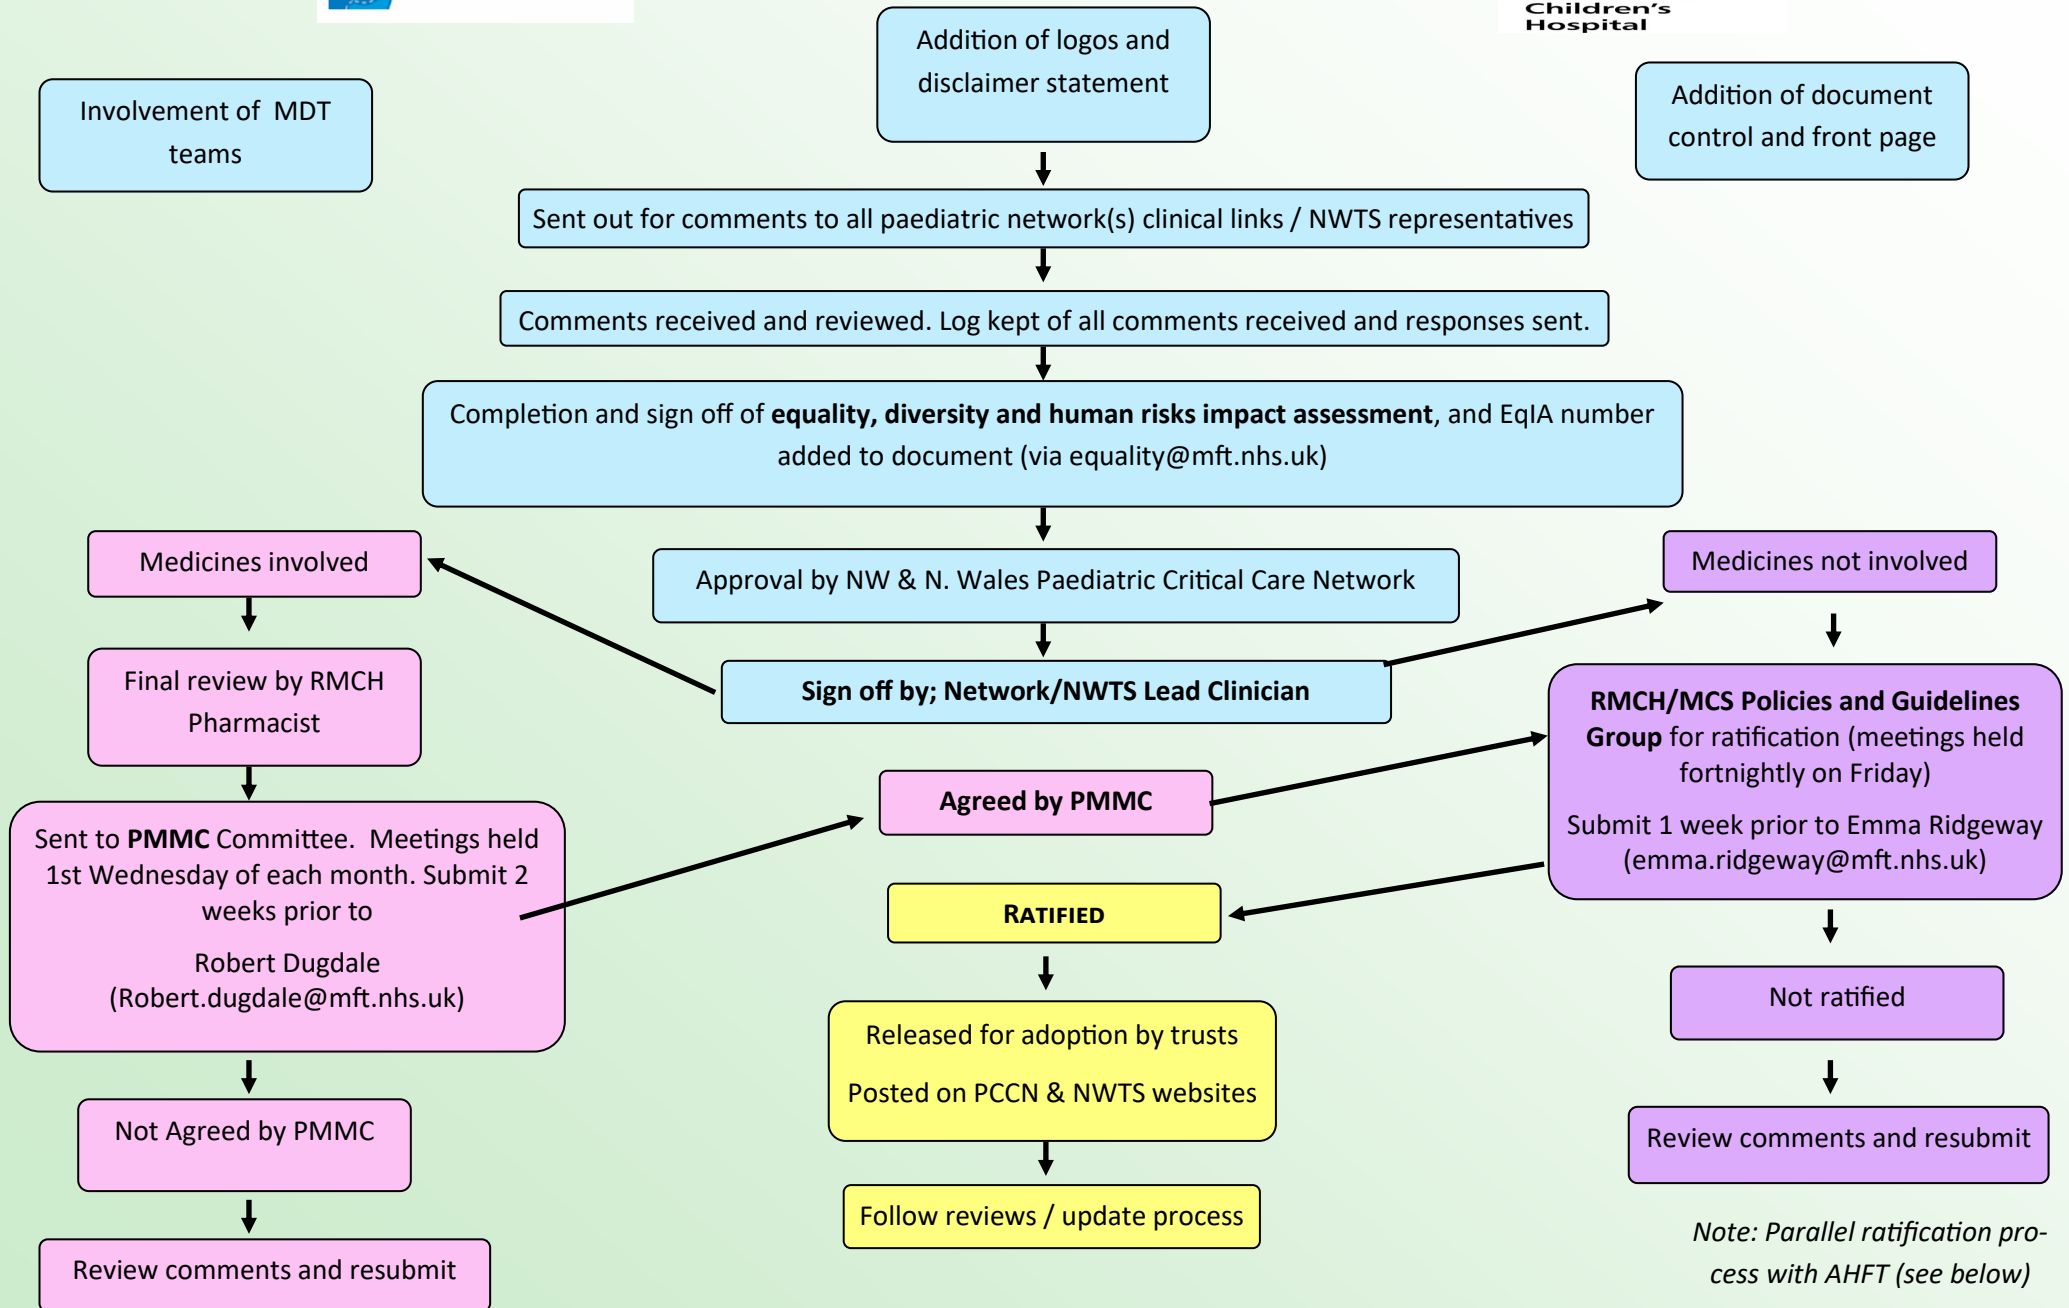 Children's
Hospital
Addition of logos and
disclaimer statement
Involvement of MDT
teams
Addition of document
control and front page
Sent out for comments to all paediatric network(s) clinical links / NWTS representatives
Comments received and reviewed. Log kept of all comments received and responses sent.
Completion and sign off of equality, diversity and human risks impact assessment, and EqIA number
added to document (via equality@mft.nhs.uk)
Approval by NW & N. Wales Paediatric Critical Care Network
Sign off by; Network/NWTS Lead Clinician
Medicines involved
Final review by RMCH
Pharmacist
Sent to PMMC Committee. Meetings held
1st Wednesday of each month. Submit 2
weeks prior to
Robert Dugdale
(Robert.dugdale@mft.nhs.uk)
Not Agreed by PMMC
Review comments and resubmit
Agreed by PMMC
RATIFIED
Released for adoption by trusts
Posted on PCCN & NWTS websites
Follow reviews / update process
Medicines not involved
RMCH/MCS Policies and Guidelines
Group for ratification (meetings held
fortnightly on Friday)
Submit 1 week prior to Emma Ridgeway
(emma.ridgeway@mft.nhs.uk)
Not ratified
Review comments and resubmit
Note: Parallel ratification pro-
cess with AHFT (see below)